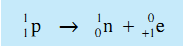 ¹₁p → ¹₀n + ⁰₊₁e